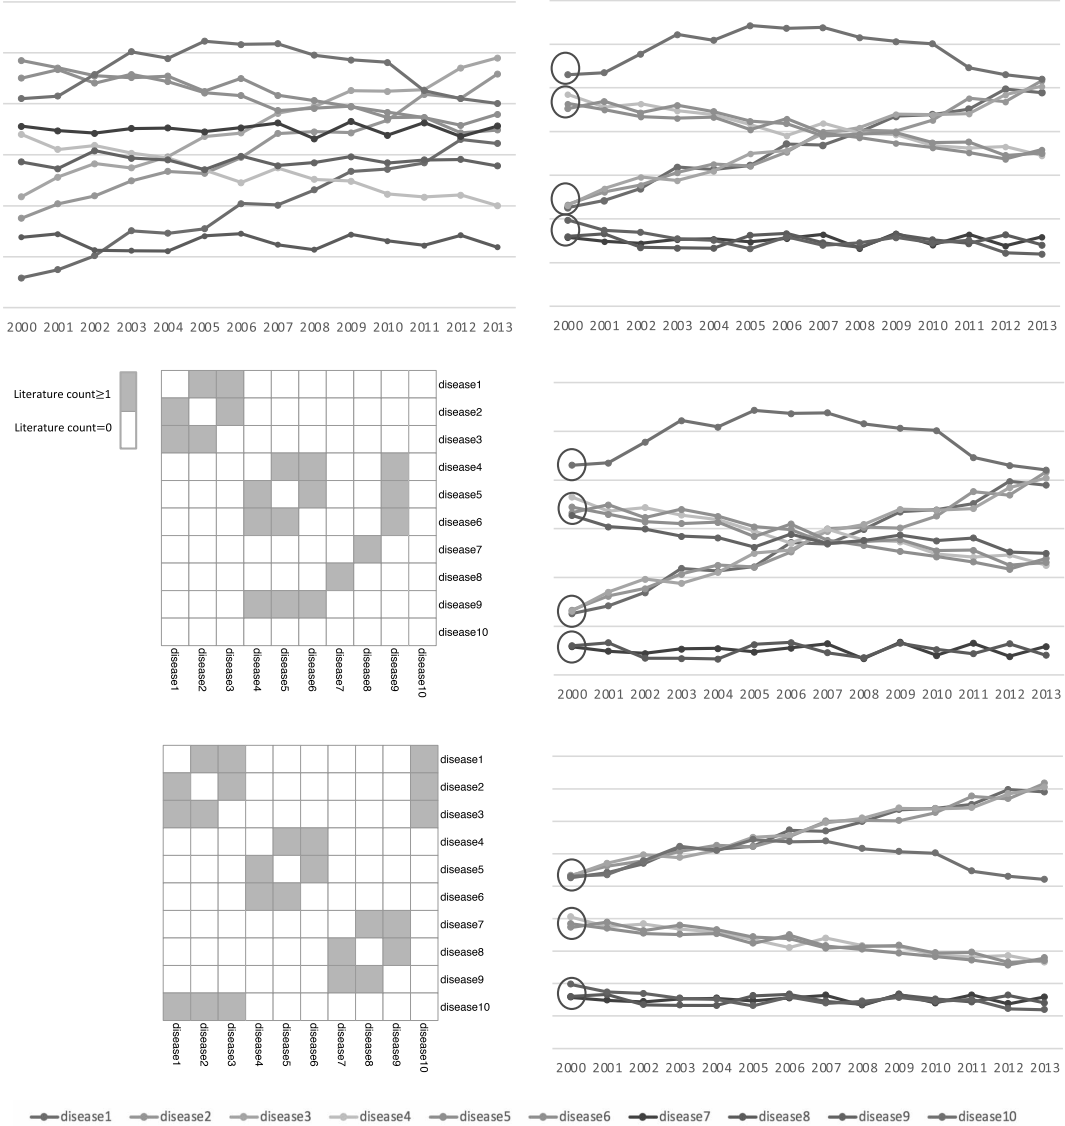 2000 2001 2002 2003 2004 2005 2006 2007 2008 2009 2010 2011 2012 2013
2000 2001 2002 2003 2004 2005 2006 2007 2008 2009 2010 2011 2012 2013
Literature count≥1
Literature count=0
disease1
disease2
disease3
disease4
disease5
disease6
disease7
disease8
disease9
disease10
disease1 disease2 disease3 disease4 disease5 disease6 disease7 disease8 disease9 disease10
2000 2001 2002 2003 2004 2005 2006 2007 2008 2009 2010 2011 2012 2013
disease1
disease2
disease3
disease4
disease5
disease6
disease7
disease8
disease9
disease10
disease1 disease2 disease3 disease4 disease5 disease6 disease7 disease8 disease9 disease10
2000 2001 2002 2003 2004 2005 2006 2007 2008 2009 2010 2011 2012 2013
disease1 disease2 disease3 disease4 disease5 disease6 disease7 disease8 disease9 disease10